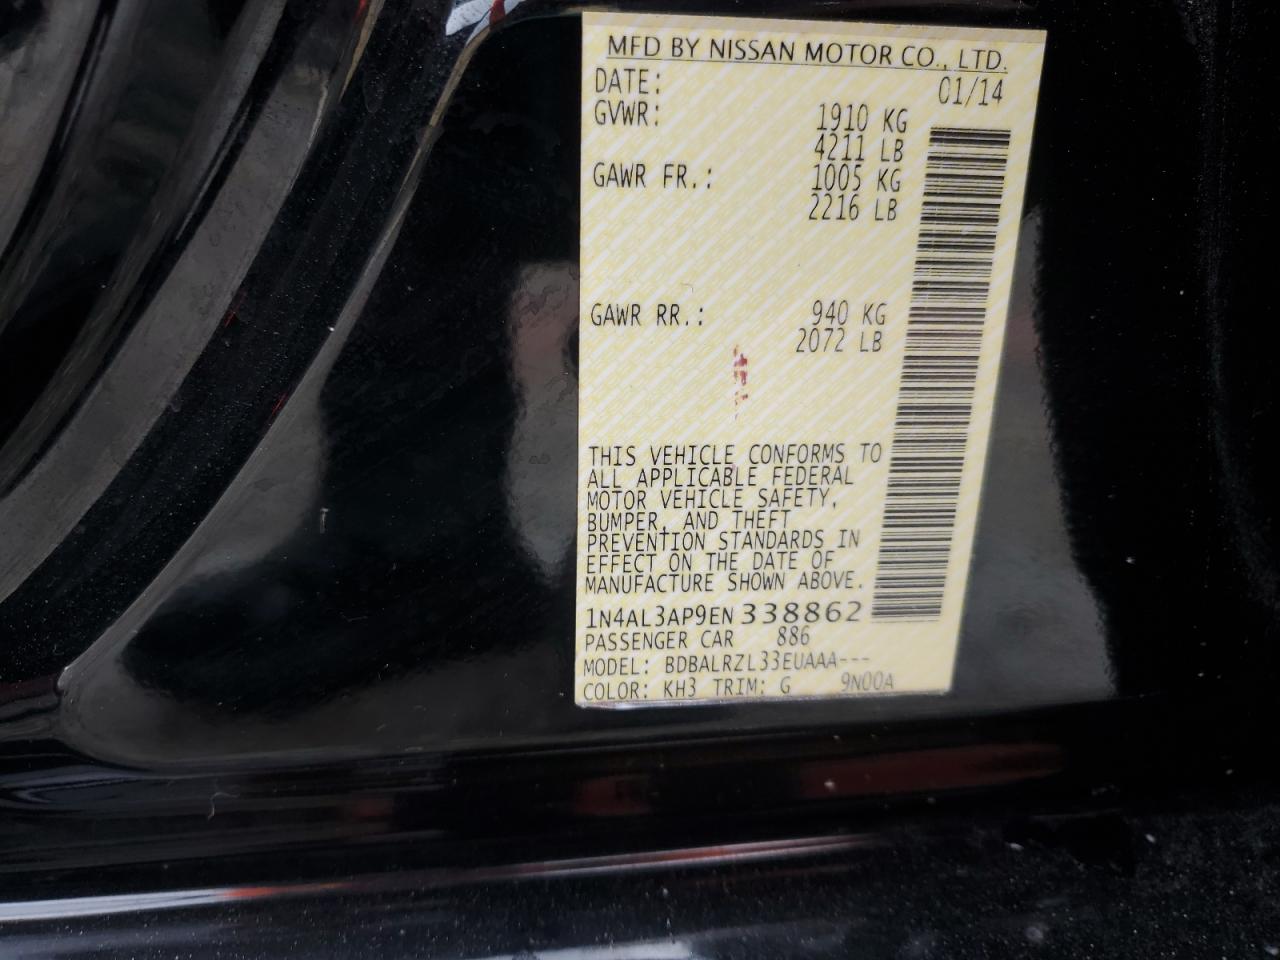 MFD BY NISSAN MOTOR CO., LTD.
DATE: 01/14
GVWR: 1910 KG
4211 LB
GAWR FR.: 1005 KG
2216 LB
GAWR RR.: 940 KG
2072 LB
THIS VEHICLE CONFORMS TO
ALL APPLICABLE FEDERAL
MOTOR VEHICLE SAFETY,
BUMPER, AND THEFT
PREVENTION STANDARDS IN
EFFECT ON THE DATE OF
MANUFACTURE SHOWN ABOVE.
1N4AL3AP9EN338862
PASSENGER CAR 886
MODEL: BDBALRZL33EUAAA---
COLOR: KH3 TRIM: G 9N00A